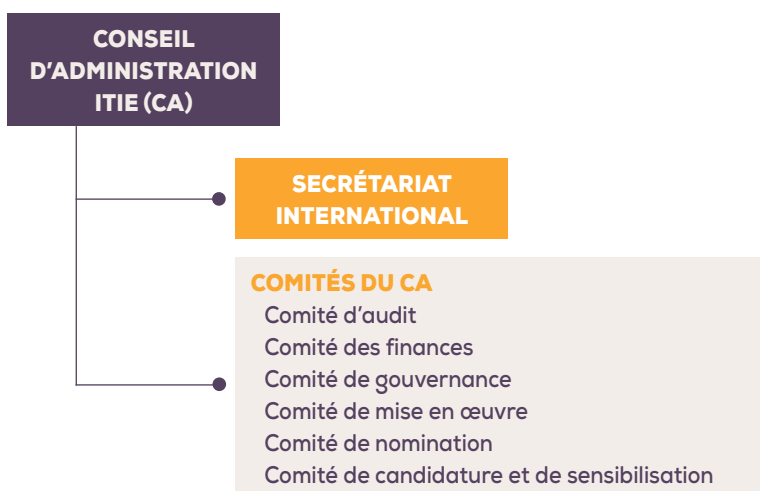 CONSEIL
D'ADMINISTRATION
ITIE (CA)
SECRÉTARIAT
INTERNATIONAL
COMITÉS DU CA
Comité d'audit
Comité des finances
Comité de gouvernance
Comité de mise en œuvre
Comité de nomination
Comité de candidature et de sensibilisation